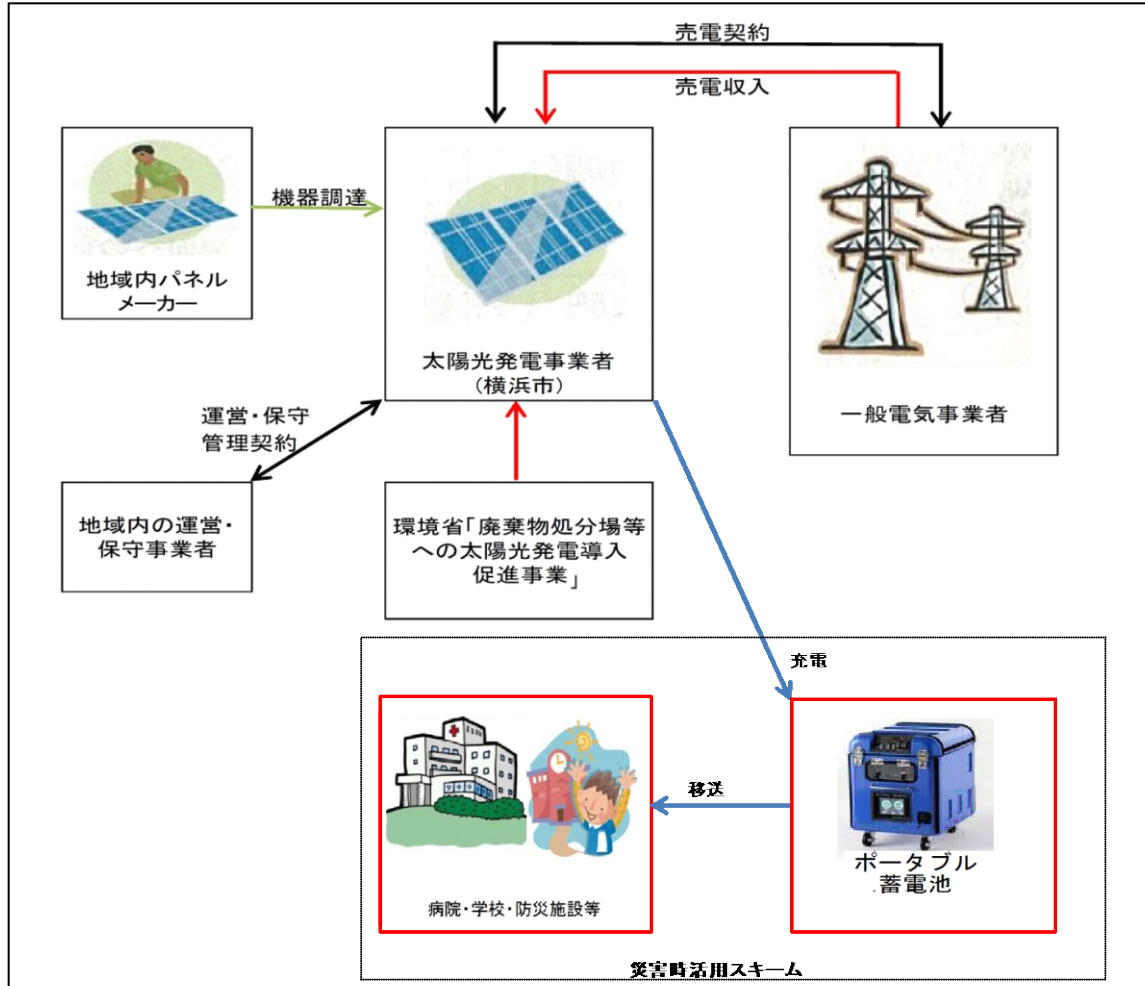 売電契約
売電収入
機器調達
地域内パネル
メーカー
太陽光発電事業者
(横浜市)
一般電気事業者
運営・保守
管理契約
地域内の運営・
保守事業者
環境省「廃棄物処分場等
への太陽光発電導入
促進事業」
充電
移送
ポータブル
.蓄電池
病院・学校・防災施設等
災害時活用スキーム